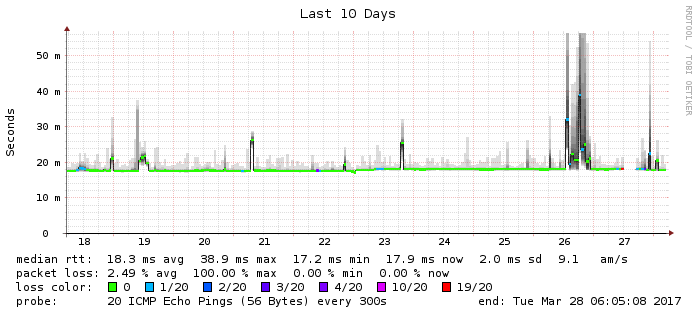 Last 10 Days
RRDTOOL / TOBI OETIKER
Seconds
50 m
40 m
30 m
20 m
10 m
0
18 19 20 21 22 23 24 25 26 27
median rtt: 18.3 ms avg 38.9 ms max 17.2 ms min 17.9 ms now 2.0 ms sd 9.1 am/s
packet loss: 2.49 % avg 100.00 % max 0.00 % min 0.00 % now
loss color: 0 1/20 2/20 3/20 4/20 10/20 19/20
probe: 20 ICMP Echo Pings (56 Bytes) every 300s end: Tue Mar 28 06:05:08 2017